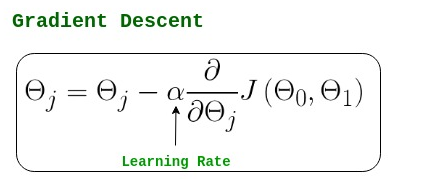 Gradient Descent
Θj = Θj − α ∂/∂Θj J (Θ0, Θ1)
Learning Rate